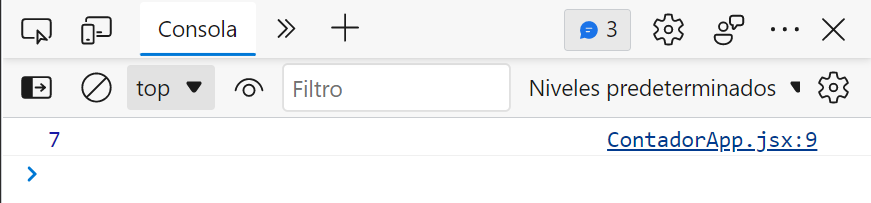 Consola 3
top Filtro Niveles predeterminados
7 ContadorApp.jsx:9